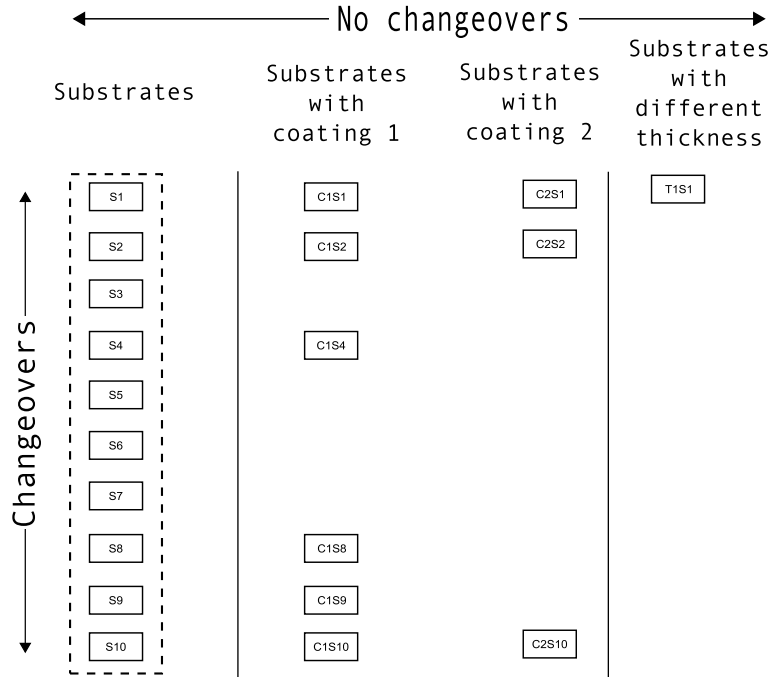 No changeovers
Substrates
Substrates
with
coating 1
Substrates
with
coating 2
Substrates
with
different
thickness
Changeovers
S1
C1S1
C2S1
T1S1
S2
C1S2
C2S2
S3
S4
C1S4
S5
S6
S7
S8
C1S8
S9
C1S9
S10
C1S10
C2S10